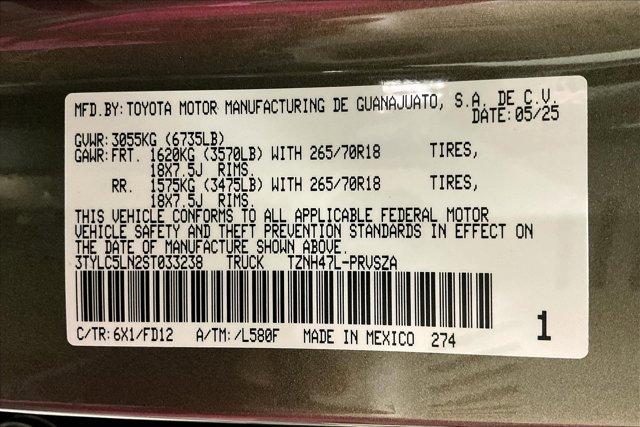 MFD.BY: TOYOTA MOTOR MANUFACTURING DE GUANAJUATO, S.A. DE C.V.
DATE: 05/25
GVWR: 3055KG (6735LB)
GAWR: FRT. 1620KG (3570LB) WITH 265/70R18 TIRES,
18X7.5J RIMS.
RR. 1575KG (3475LB) WITH 265/70R18 TIRES,
18X7.5J RIMS.
THIS VEHICLE CONFORMS TO ALL APPLICABLE FEDERAL MOTOR
VEHICLE SAFETY AND THEFT PREVENTION STANDARDS IN EFFECT ON
THE DATE OF MANUFACTURE SHOWN ABOVE.
3TYLC5LN2ST033238 TRUCK TZNH47L-PRVSZA
C/TR: 6X1/FD12 A/TM: /L580F MADE IN MEXICO 274 1